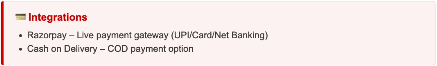 💳 Integrations
• Razorpay – Live payment gateway (UPI/Card/Net Banking)
• Cash on Delivery – COD payment option